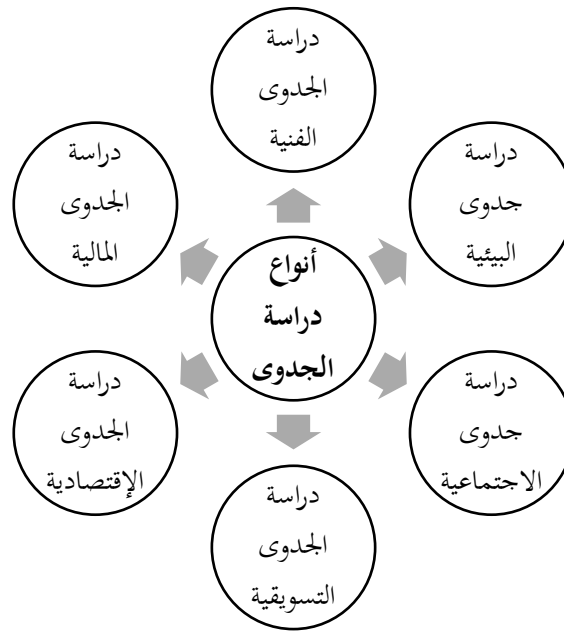 دراسة
الجدوى
الفنية
دراسة
جدوى
البيئية
دراسة
الجدوى
المالية
أنواع
دراسة
الجدوى
دراسة
جدوى
الاجتماعية
دراسة
الجدوى
الإقتصادية
دراسة
الجدوى
التسويقية